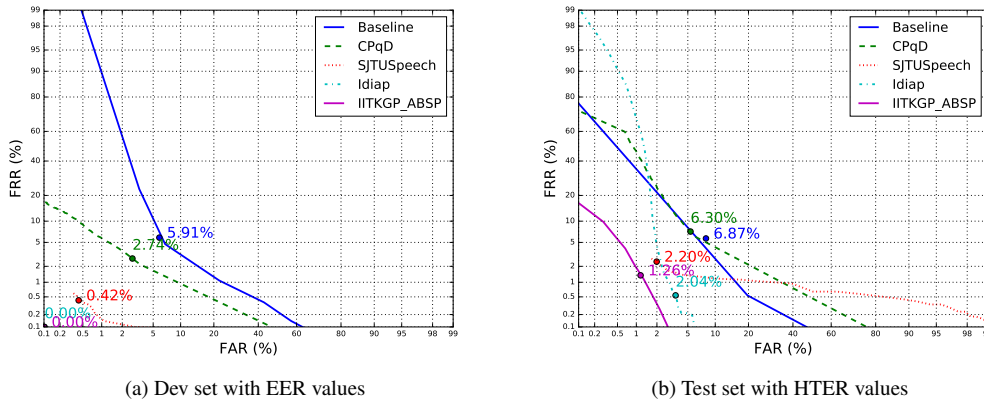 99
98
95
90
80
60
40
20
10
5
2
1
0.5
0.2
0.1
FRR (%)
Baseline
CPqD
SJTUSpeech
Idiap
IITKGP_ABSP
5.91%
2.74%
0.42%
0.00%
0.00%
0.1 0.2 0.5 1 2 5 10 20 40 60 80 90 95 98 99
FAR (%)
(a) Dev set with EER values
99
98
95
90
80
60
40
20
10
5
2
1
0.5
0.2
0.1
FRR (%)
Baseline
CPqD
SJTUSpeech
Idiap
IITKGP_ABSP
6.30%
6.87%
2.20%
1.26%
2.04%
0.1 0.2 0.5 1 2 5 10 20 40 60 80 90 95 98 99
FAR (%)
(b) Test set with HTER values